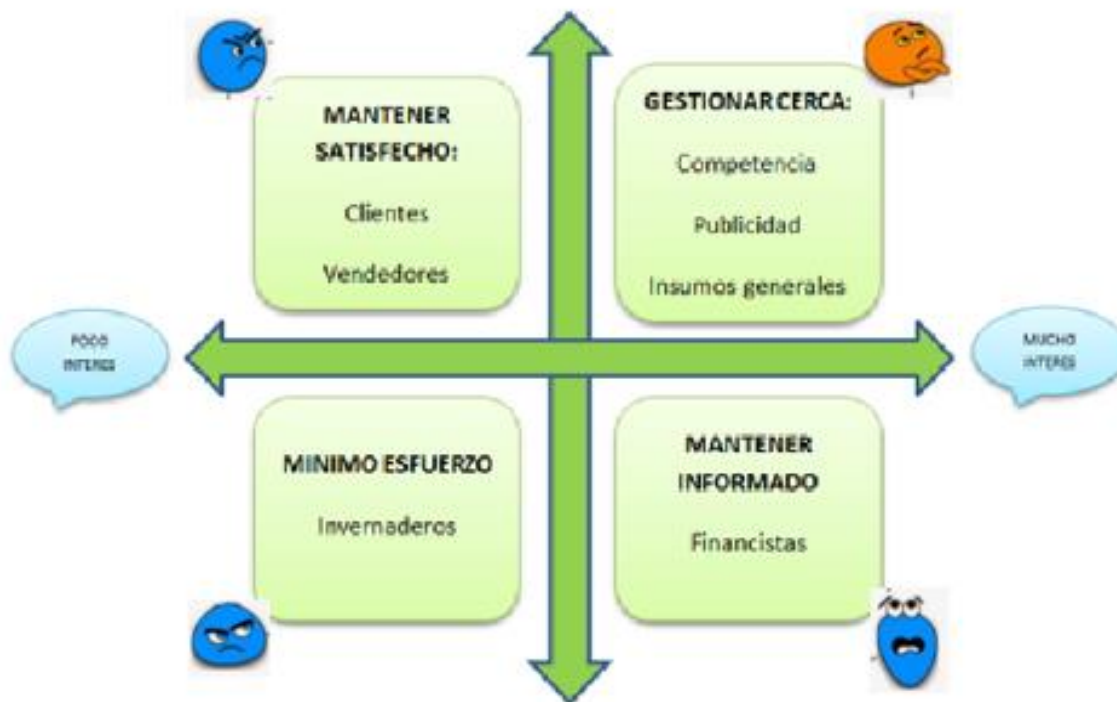 MANTENER
SATISFECHO:
Clientes
Vendedores
GESTIONAR CERCA:
Competencia
Publicidad
Insumos generales
POCO
INTERES
MUCHO
INTERES
MINIMO ESFUERZO
Invernaderos
MANTENER
INFORMADO
Financistas